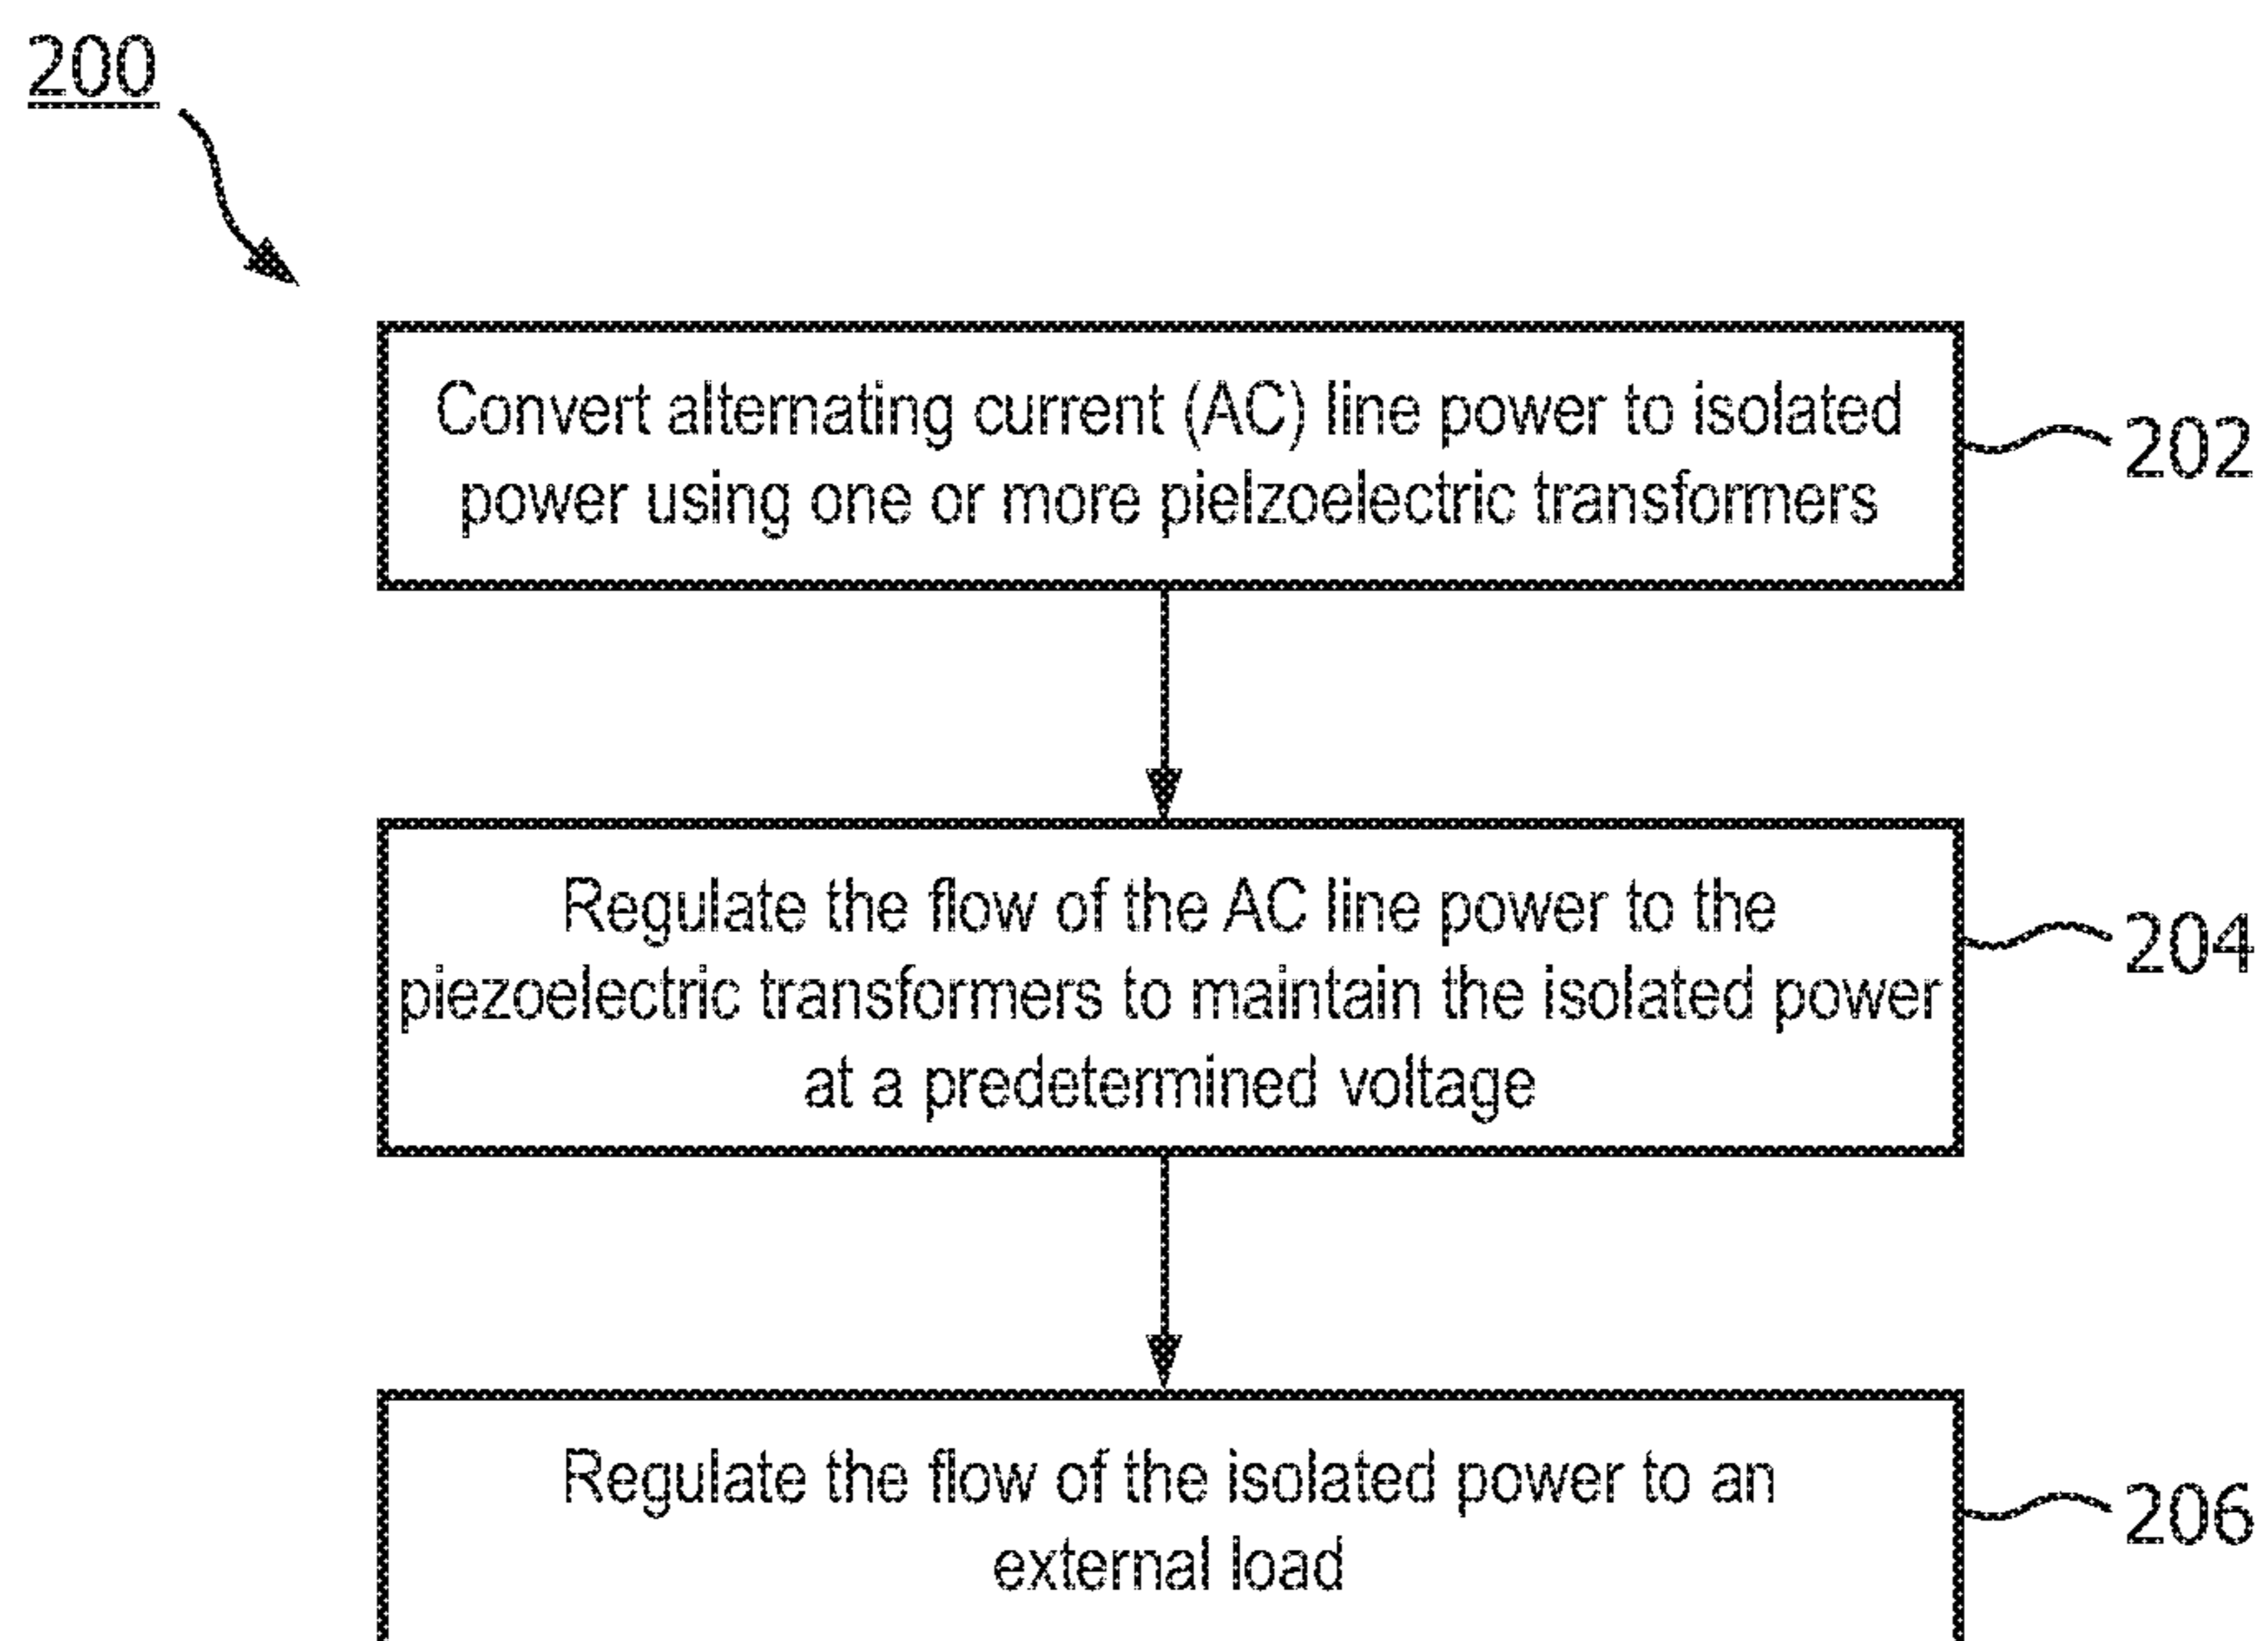 200
Convert alternating current (AC) line power to isolated
power using one or more pielzoelectric transformers
202
Regulate the flow of the AC line power to the
piezoelectric transformers to maintain the isolated power
at a predetermined voltage
204
Regulate the flow of the isolated power to an
external load
206